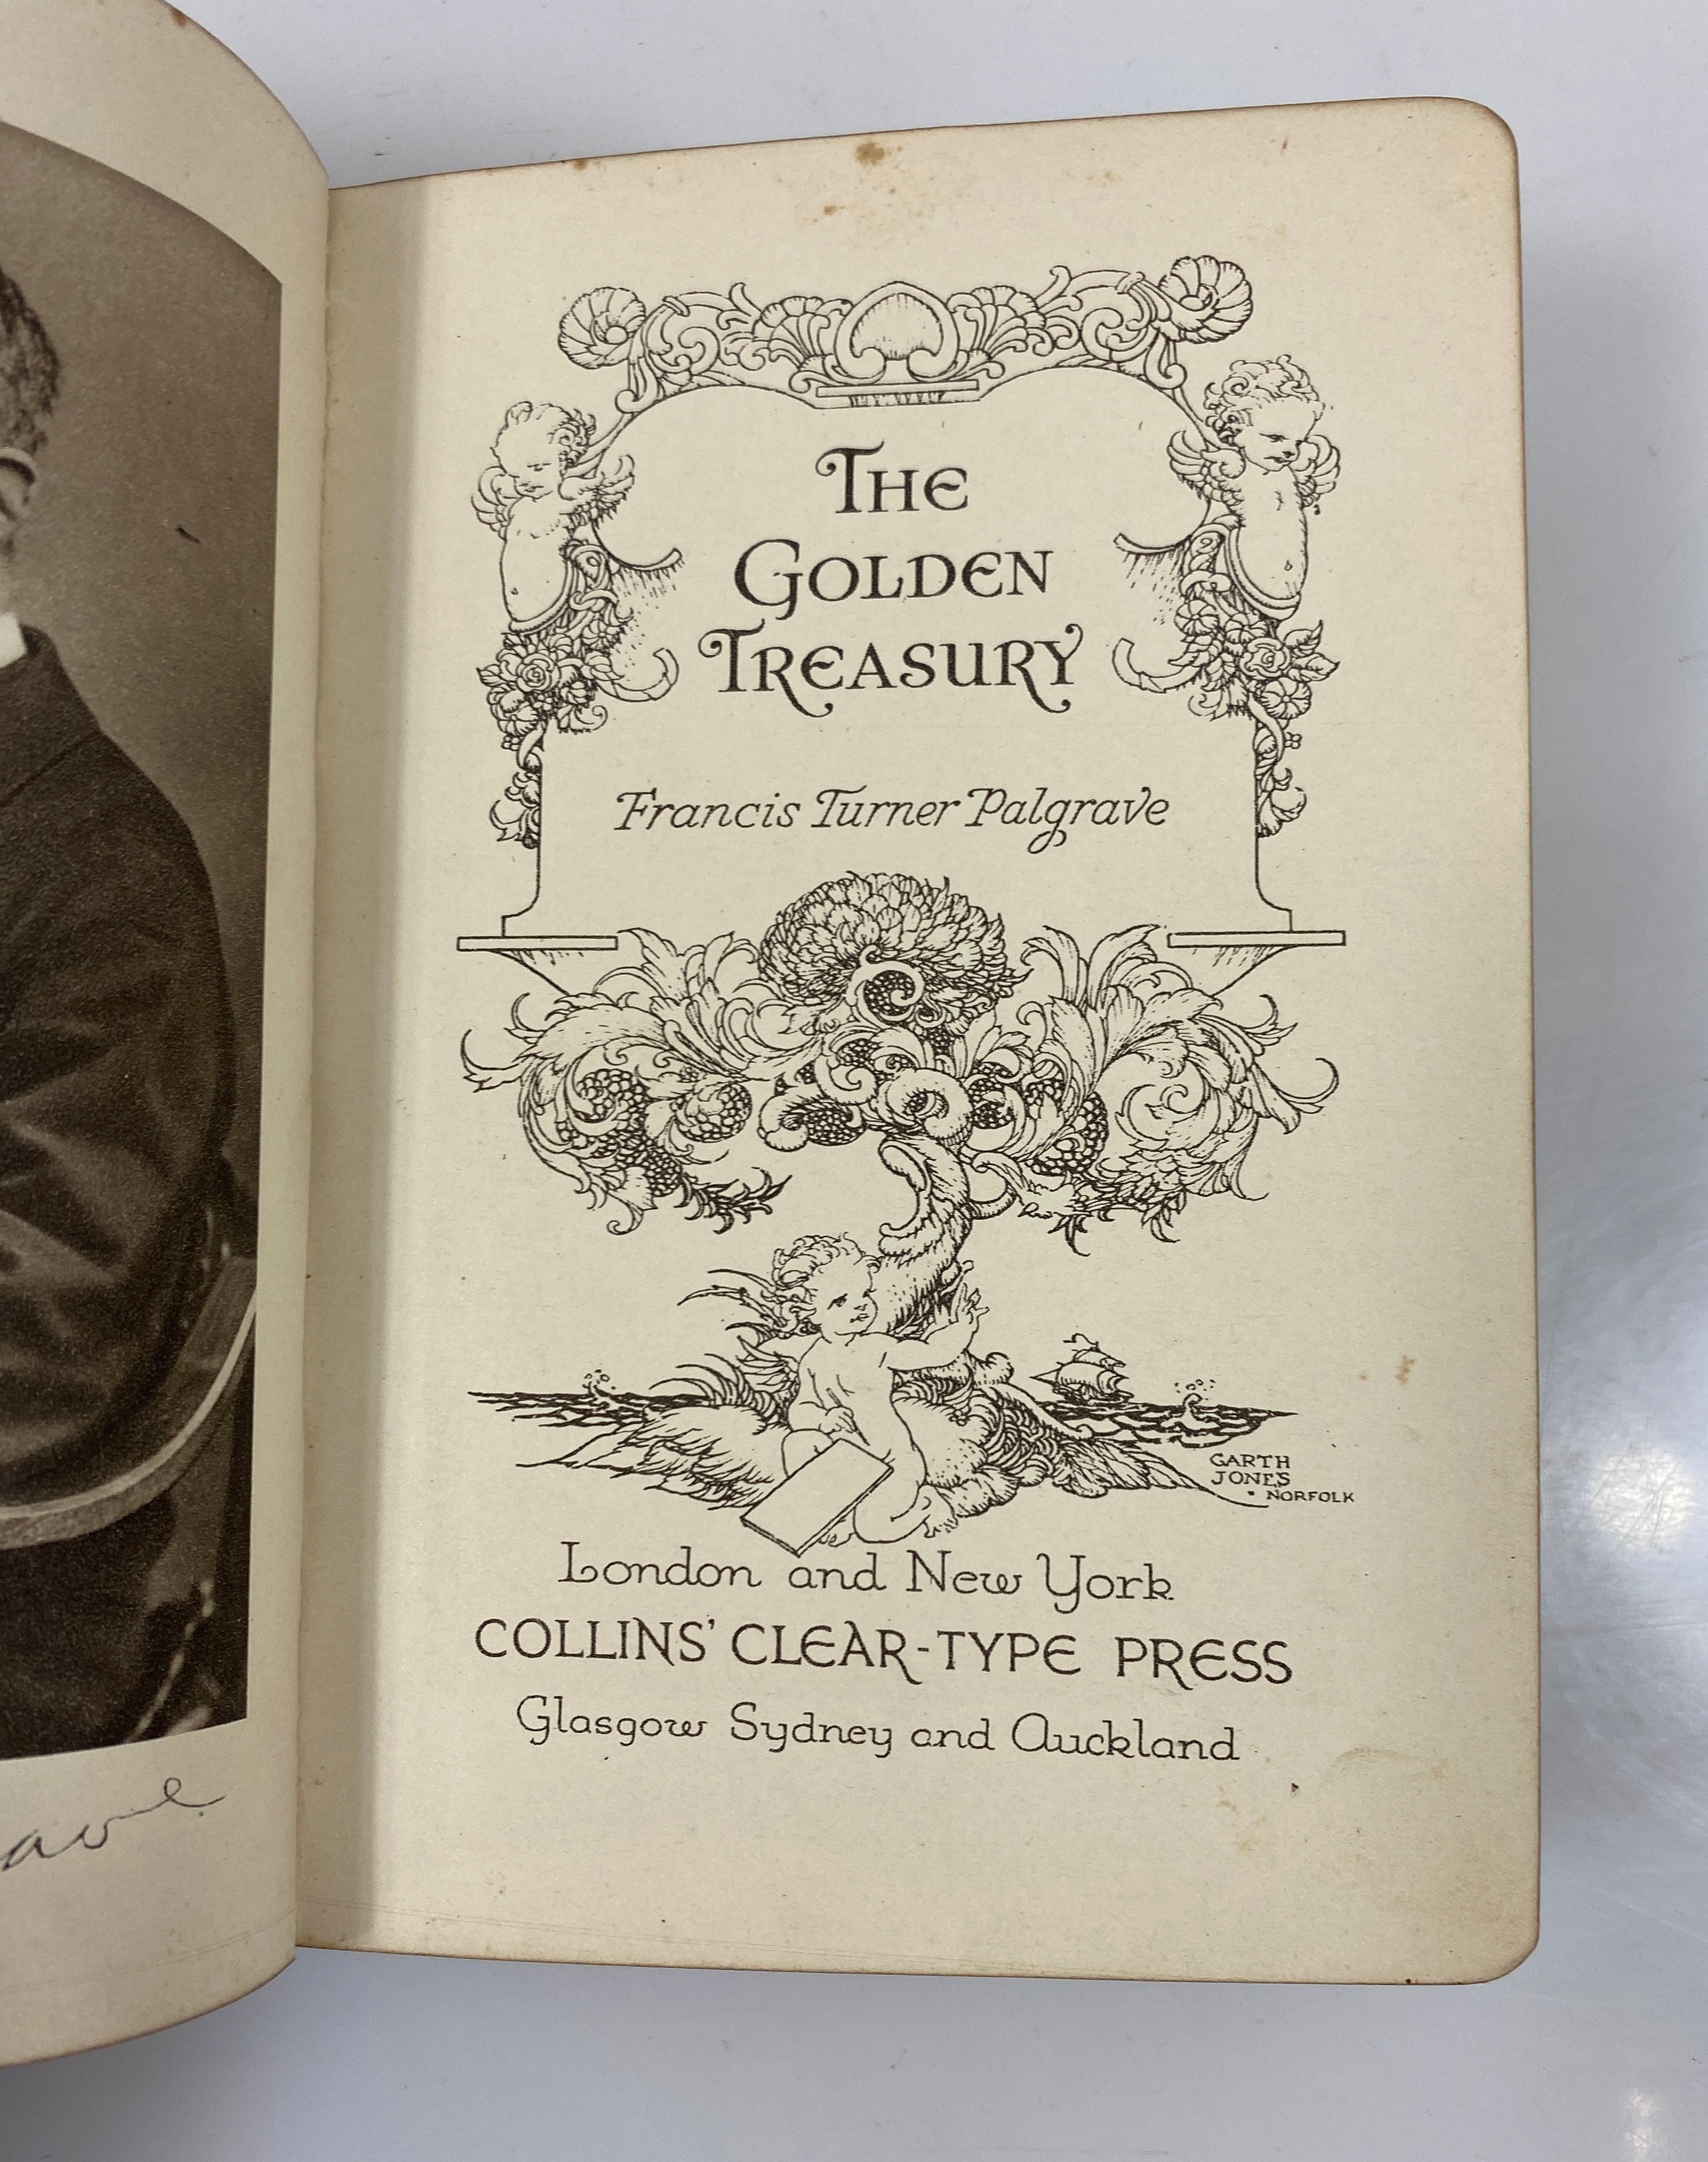 THE
GOLDEN
TREASURY
Francis Turner Palgrave
GARTH
JONES
NORFOLK
London and New York
COLLINS' CLEAR-TYPE PRESS
Glasgow Sydney and Auckland